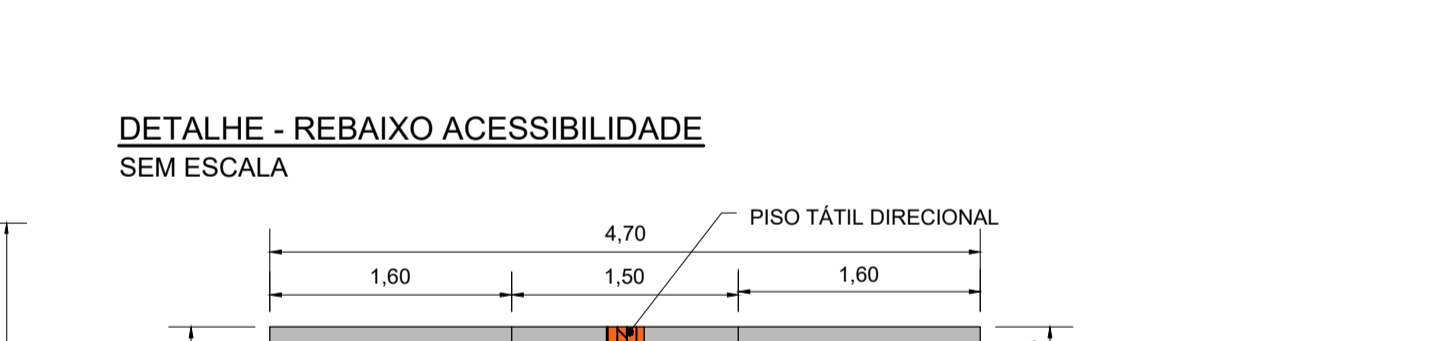 DETALHE - REBAIXO ACESSIBILIDADE
SEM ESCALA
PISO TÁTIL DIRECIONAL
4,70
1,60
1,50
1,60